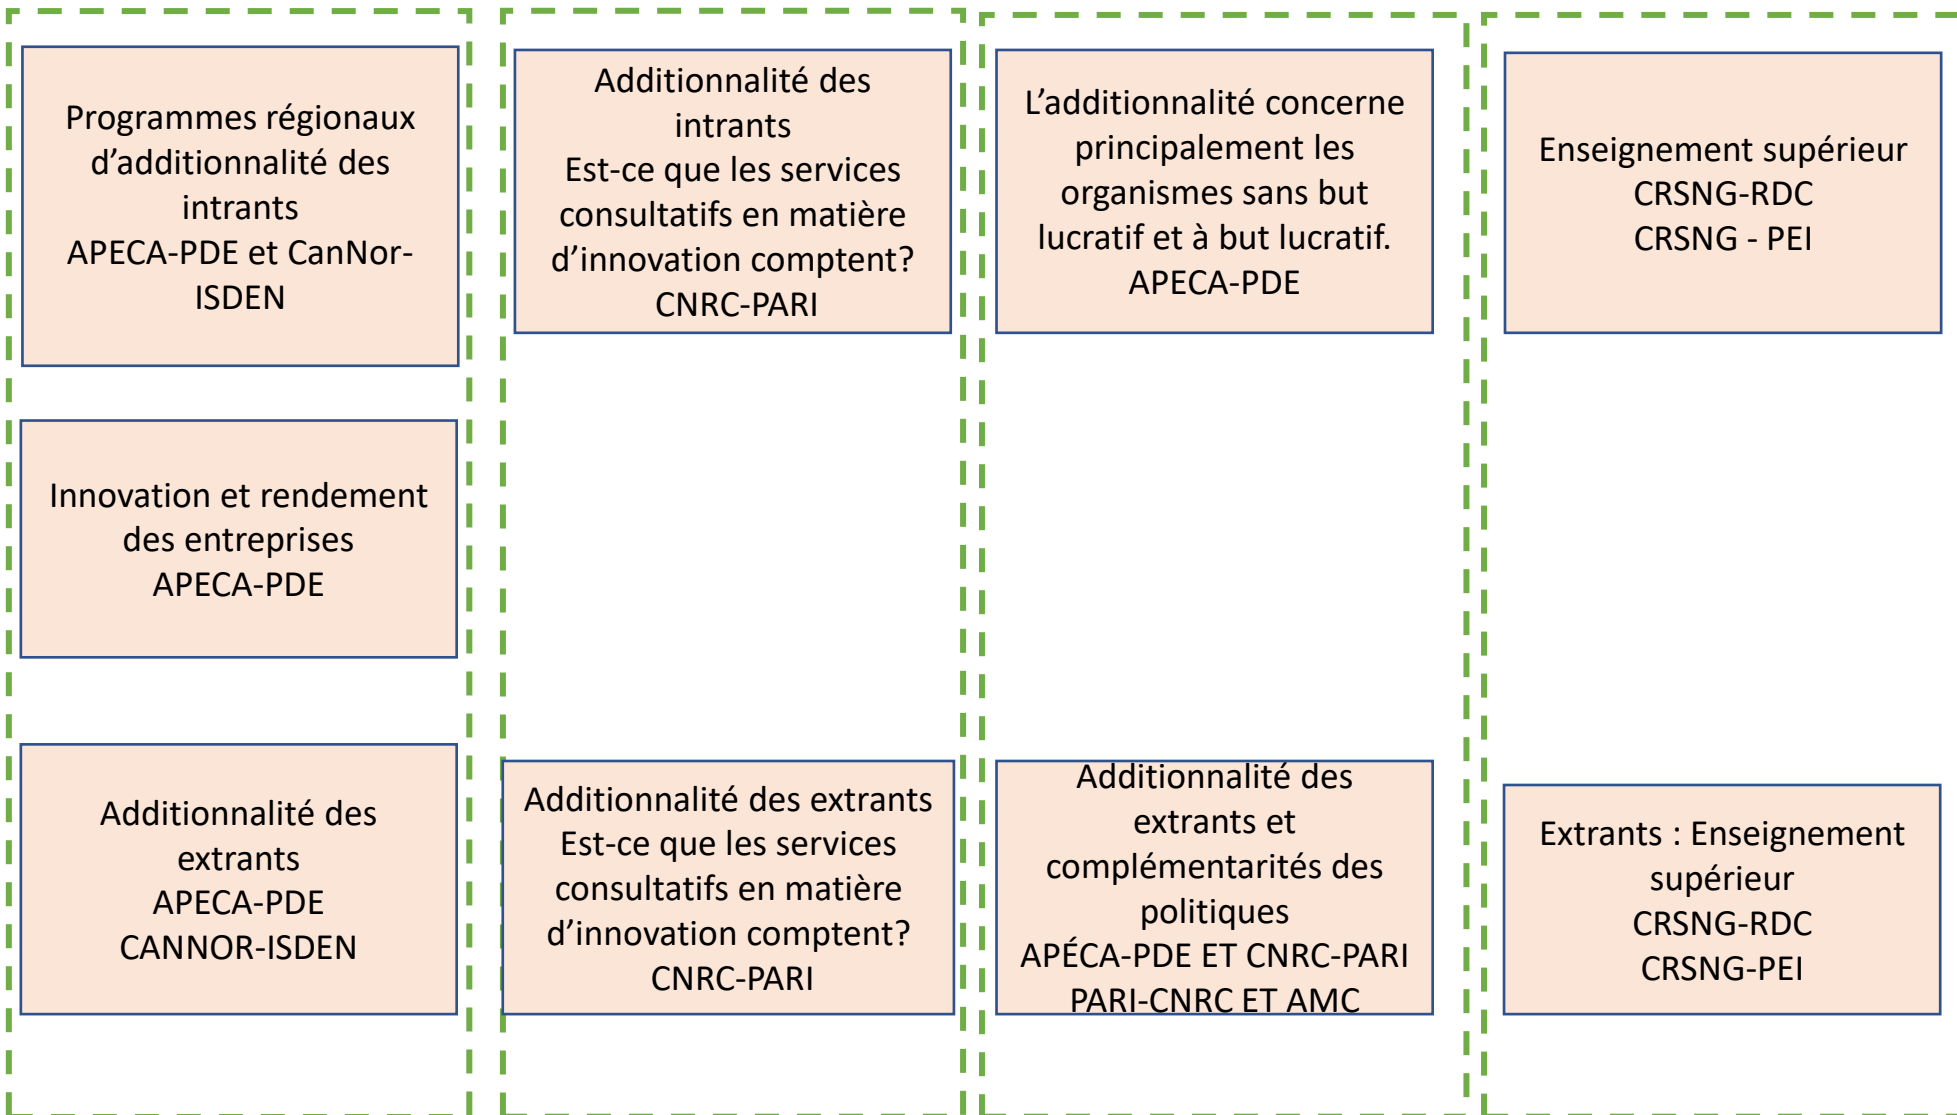 Programmes régionaux
d’additionnalité des
intrants
APECA-PDE et CanNor-
ISDEN
Additionnalité des
intrants
Est-ce que les services
consultatifs en matière
d’innovation comptent?
CNRC-PARI
L’additionnalité concerne
principalement les
organismes sans but
lucratif et à but lucratif.
APECA-PDE
Enseignement supérieur
CRSNG-RDC
CRSNG - PEI
Innovation et rendement
des entreprises
APECA-PDE
Additionnalité des
extrants
APECA-PDE
CANNOR-ISDEN
Additionnalité des extrants
Est-ce que les services
consultatifs en matière
d’innovation comptent?
CNRC-PARI
Additionnalité des
extrants et
complémentarités des
politiques
APÉCA-PDE ET CNRC-PARI
PARI-CNRC ET AMC
Extrants : Enseignement
supérieur
CRSNG-RDC
CRSNG-PEI